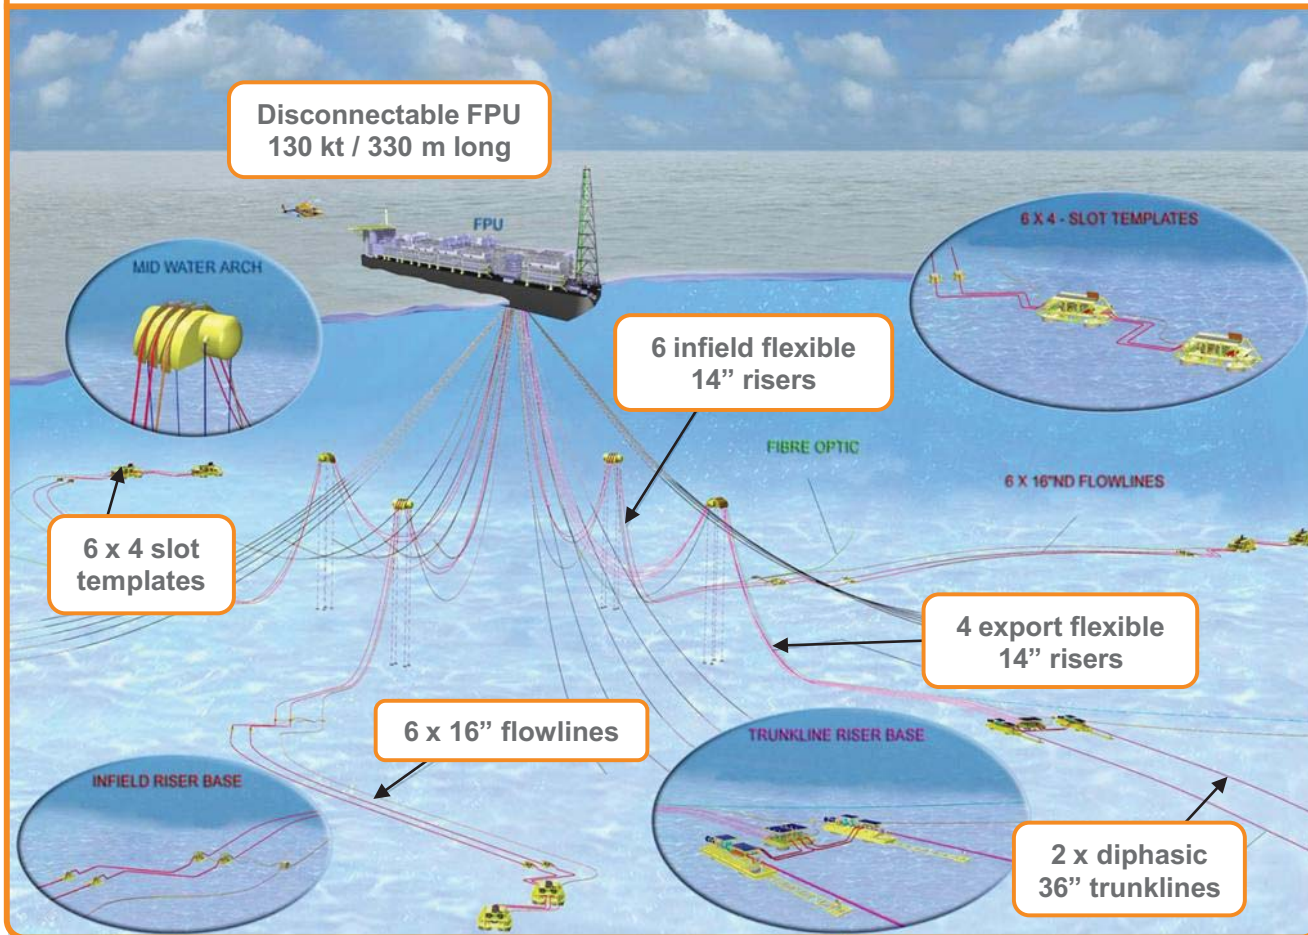 Disconnectable FPU
130 kt / 330 m long
FPU
6 X 4 - SLOT TEMPLATES
MID WATER ARCH
6 infield flexible
14” risers
FIBRE OPTIC
6 X 16"ND FLOWLINES
6 x 4 slot
templates
4 export flexible
14” risers
6 x 16” flowlines
TRUNKLINE RISER BASE
INFIELD RISER BASE
2 x diphasic
36” trunklines